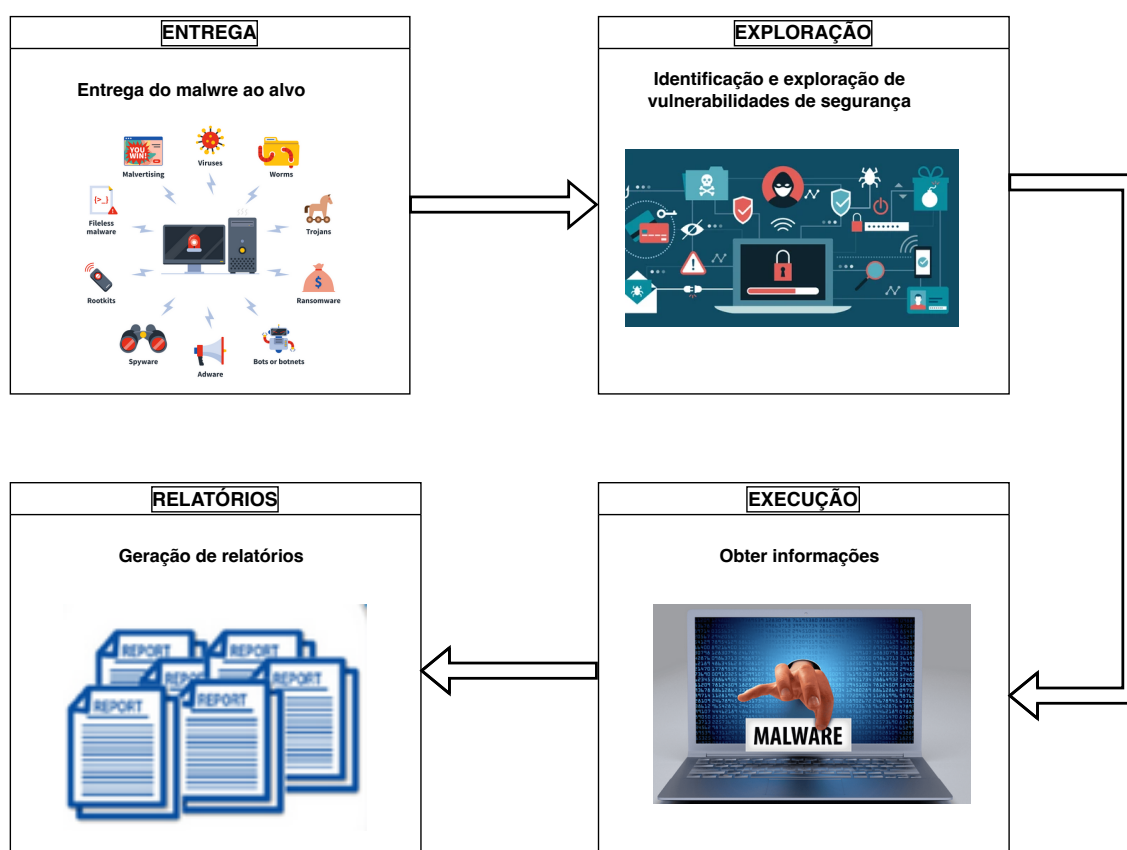 ENTREGA
Entrega do malwre ao alvo
YOU
WIN!
Malvertising
Viruses
Worms
(>_)
Fileless
malware
Trojans
Rootkits
$
Ransomware
Spyware
Adware
Bots or botnets
EXPLORAÇÃO
Identificação e exploração de
vulnerabilidades de segurança
EXECUÇÃO
Obter informações
MALWARE
RELATÓRIOS
Geração de relatórios
REPORT
REPORT
REPORT
REPORT
REPORT
REPORT